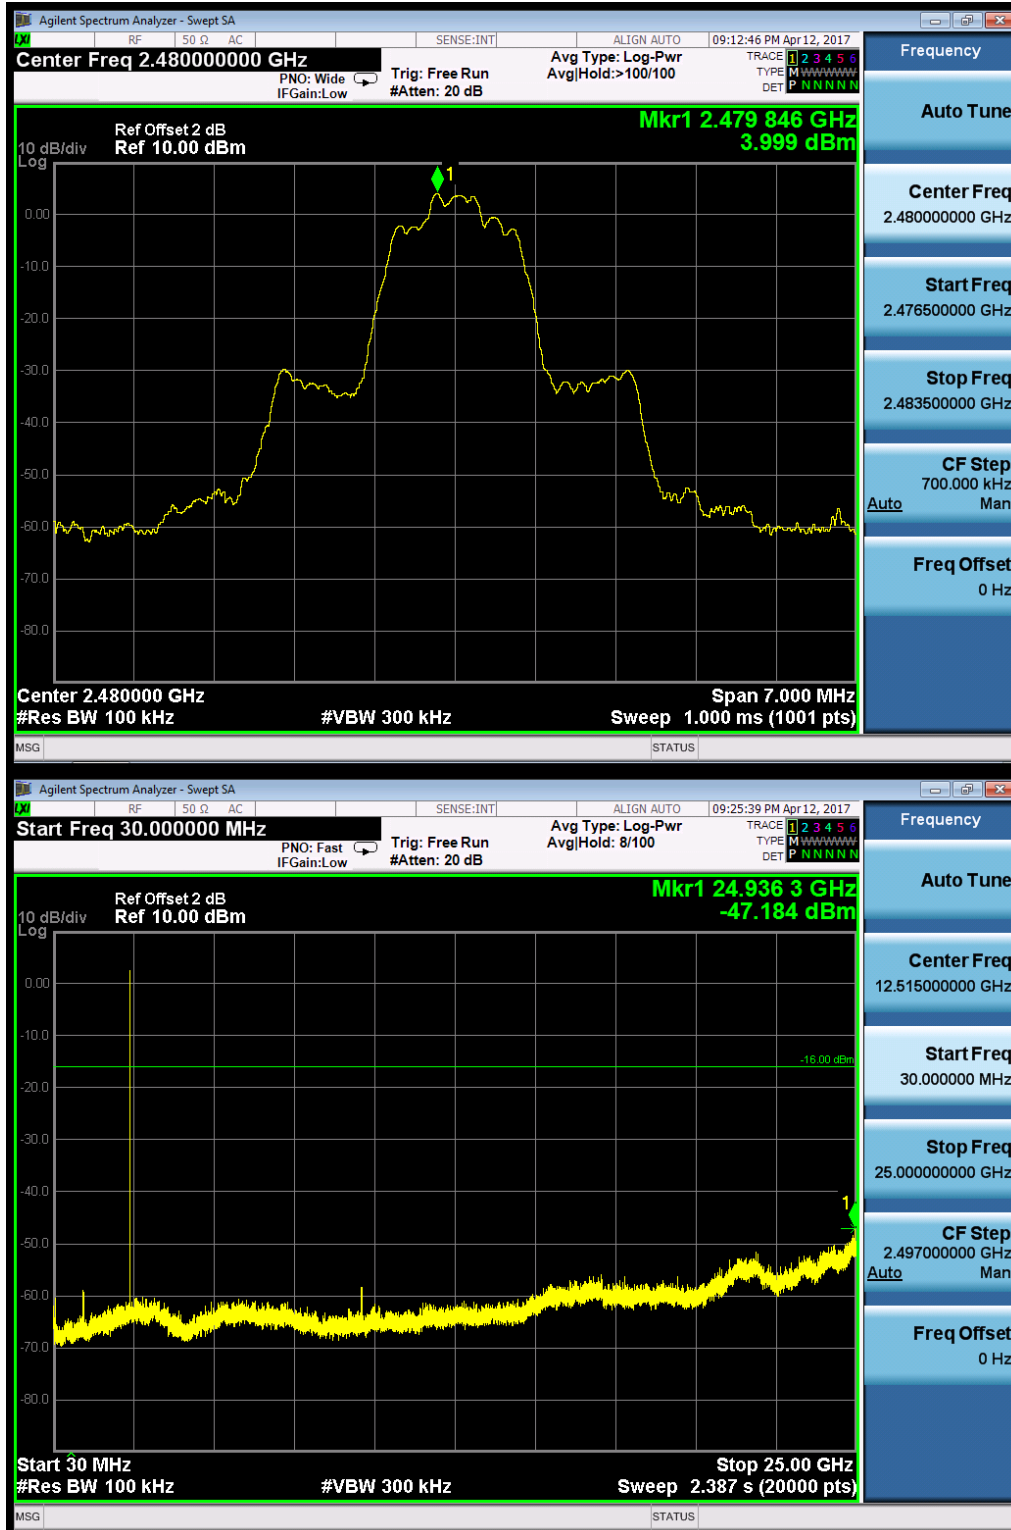 Agilent Spectrum Analyzer - Swept SA
LXI RF 50 Ω AC SENSE:INT ALIGN AUTO 09:12:46 PM Apr 12, 2017
Center Freq 2.480000000 GHz
PNO: Wide
IFGain:Low
Trig: Free Run
#Atten: 20 dB
Avg Type: Log-Pwr
Avg|Hold:>100/100
TRACE 1 2 3 4 5 6
TYPE M WWWWW
DET P N N N N N
Frequency
Auto Tune
Mkr1 2.479 846 GHz
3.999 dBm
Ref Offset 2 dB
10 dB/div Ref 10.00 dBm
Log
1
0.00
-10.0
-20.0
-30.0
-40.0
-50.0
-60.0
-70.0
-80.0
Center Freq
2.480000000 GHz
Start Freq
2.476500000 GHz
Stop Freq
2.483500000 GHz
CF Step
700.000 kHz
Auto Man
Freq Offset
0 Hz
Center 2.480000 GHz Span 7.000 MHz
#Res BW 100 kHz #VBW 300 kHz Sweep 1.000 ms (1001 pts)
MSG STATUS
Agilent Spectrum Analyzer - Swept SA
LXI RF 50 Ω AC SENSE:INT ALIGN AUTO 09:25:39 PM Apr 12, 2017
Start Freq 30.000000 MHz
PNO: Fast
IFGain:Low
Trig: Free Run
#Atten: 20 dB
Avg Type: Log-Pwr
Avg|Hold: 8/100
TRACE 1 2 3 4 5 6
TYPE M WWWWW
DET P N N N N N
Frequency
Auto Tune
Mkr1 24.936 3 GHz
-47.184 dBm
Ref Offset 2 dB
10 dB/div Ref 10.00 dBm
Log
0.00
-10.0
-16.00 dBm
-20.0
-30.0
-40.0
1
-50.0
-60.0
-70.0
-80.0
Center Freq
12.515000000 GHz
Start Freq
30.000000 MHz
Stop Freq
25.000000000 GHz
CF Step
2.497000000 GHz
Auto Man
Freq Offset
0 Hz
Start 30 MHz Stop 25.00 GHz
#Res BW 100 kHz #VBW 300 kHz Sweep 2.387 s (20000 pts)
MSG STATUS